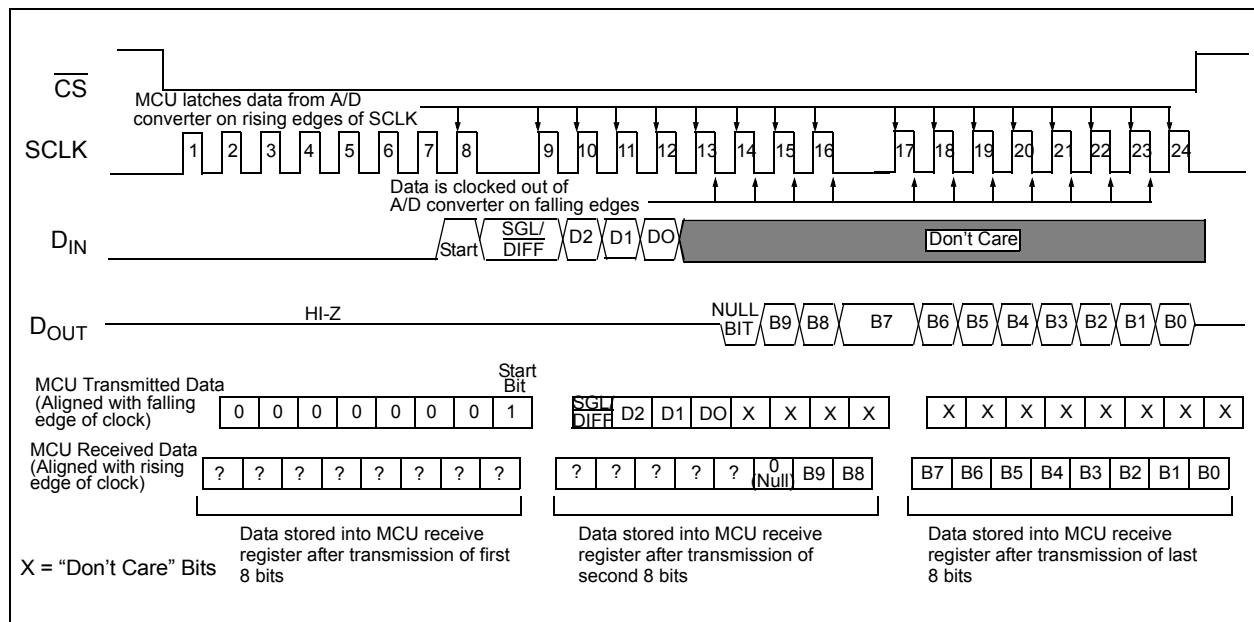 CS
MCU latches data from A/D
converter on rising edges of SCLK
SCLK
1 2 3 4 5 6 7 8 9 10 11 12 13 14 15 16 17 18 19 20 21 22 23 24
Data is clocked out of
A/D converter on falling edges
DIN
Start SGL/DIFF D2 D1 DO Don't Care
HI-Z
DOUT
NULL BIT B9 B8 B7 B6 B5 B4 B3 B2 B1 B0
Start
Bit
MCU Transmitted Data
(Aligned with falling
edge of clock)
0 0 0 0 0 0 0 1 SGL/DIFF D2 D1 DO X X X X X X X X X X X X
MCU Received Data
(Aligned with rising
edge of clock)
? ? ? ? ? ? ? ? ? ? ? ? ? 0 (Null) B9 B8 B7 B6 B5 B4 B3 B2 B1 B0
Data stored into MCU receive
register after transmission of first
8 bits
Data stored into MCU receive
register after transmission of
second 8 bits
Data stored into MCU receive
register after transmission of last
8 bits
X = “Don't Care” Bits